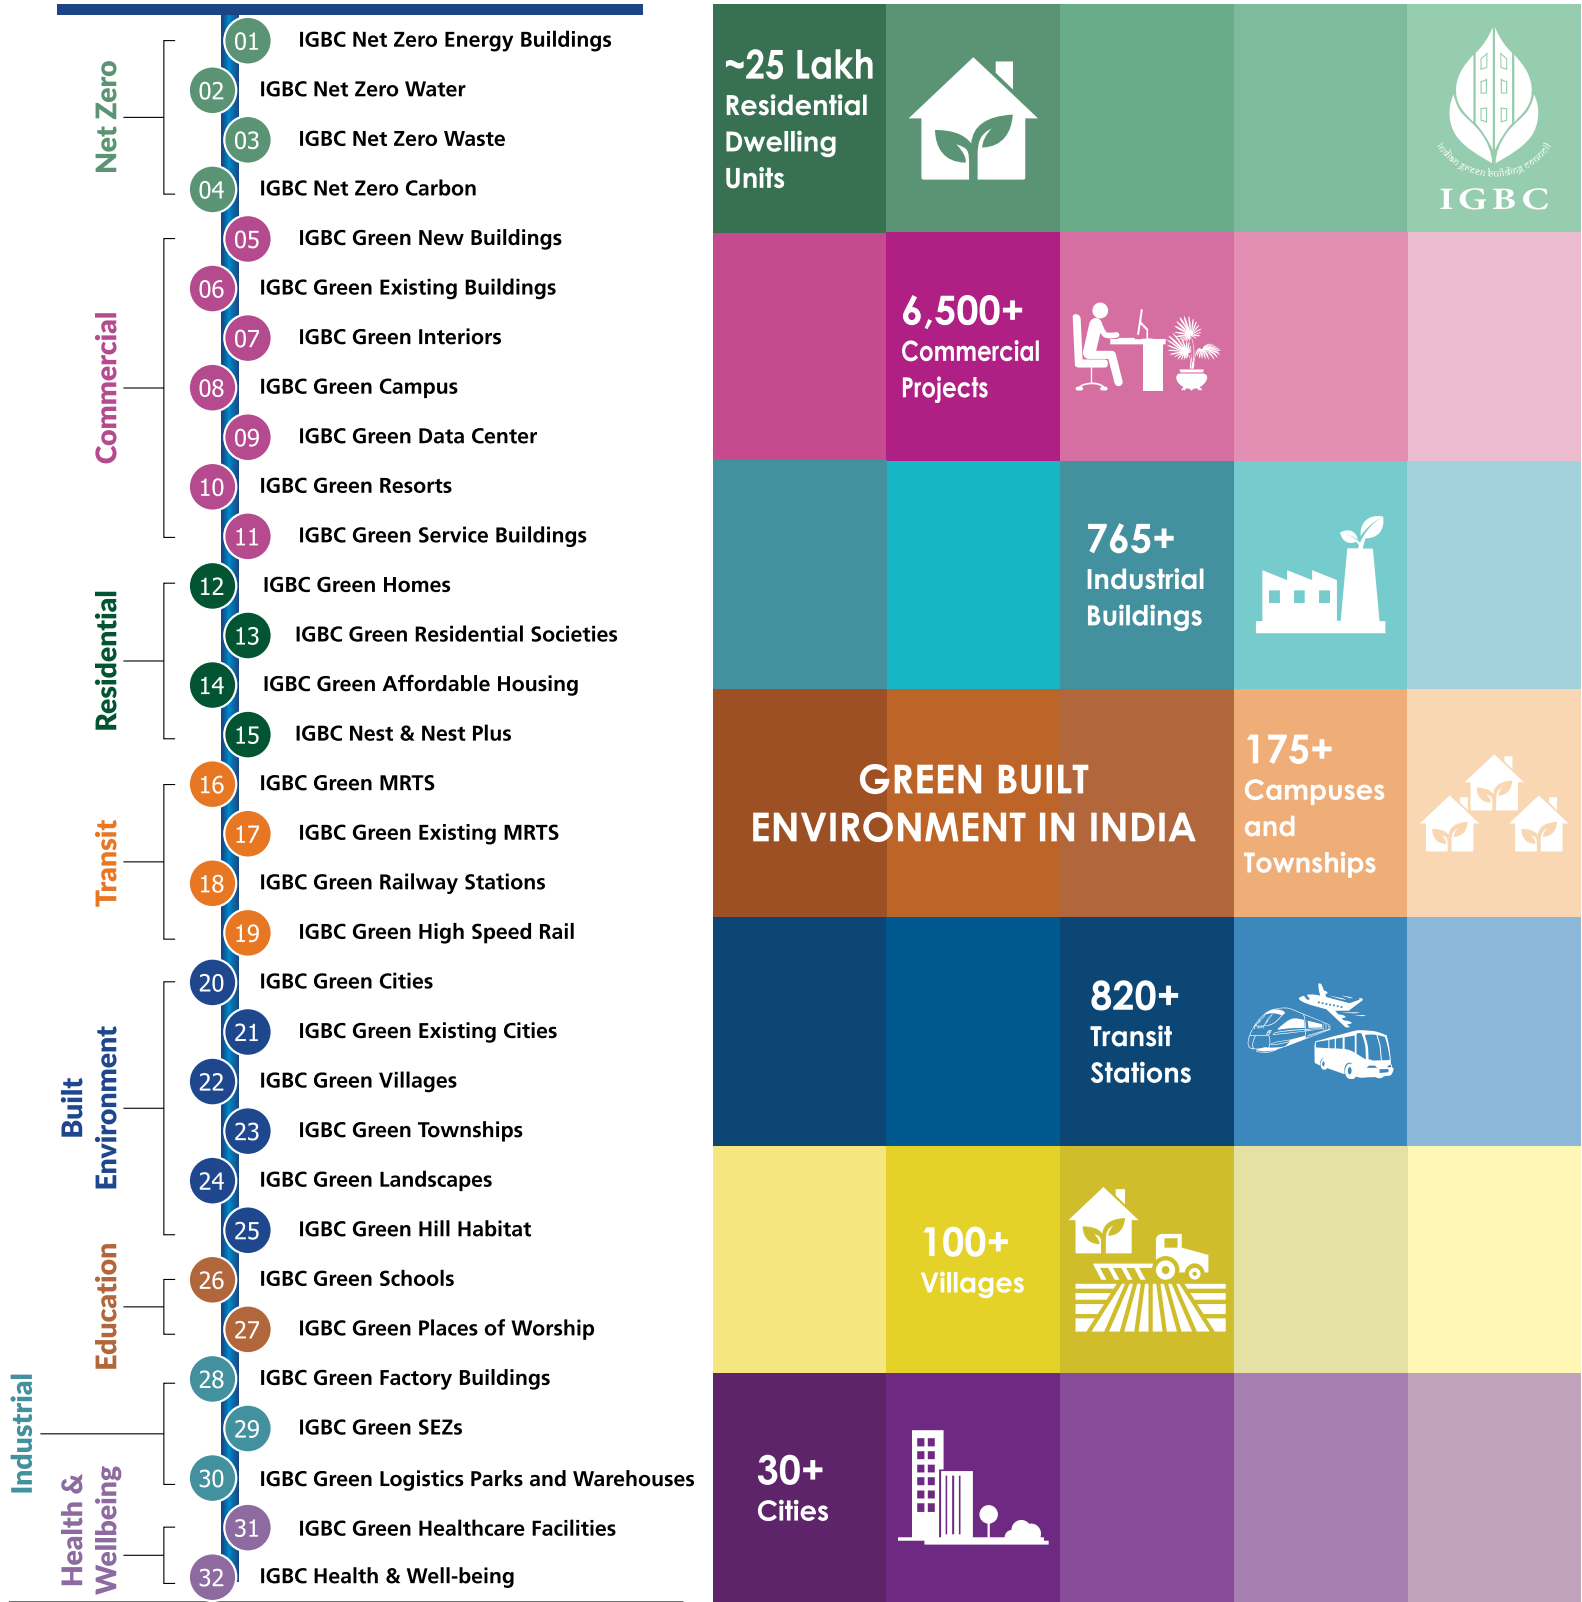 Net Zero
01 IGBC Net Zero Energy Buildings
02 IGBC Net Zero Water
03 IGBC Net Zero Waste
04 IGBC Net Zero Carbon
Commercial
05 IGBC Green New Buildings
06 IGBC Green Existing Buildings
07 IGBC Green Interiors
08 IGBC Green Campus
09 IGBC Green Data Center
10 IGBC Green Resorts
11 IGBC Green Service Buildings
Residential
12 IGBC Green Homes
13 IGBC Green Residential Societies
14 IGBC Green Affordable Housing
15 IGBC Nest & Nest Plus
Transit
16 IGBC Green MRTS
17 IGBC Green Existing MRTS
18 IGBC Green Railway Stations
19 IGBC Green High Speed Rail
Built
Environment
20 IGBC Green Cities
21 IGBC Green Existing Cities
22 IGBC Green Villages
23 IGBC Green Townships
24 IGBC Green Landscapes
25 IGBC Green Hill Habitat
Education
26 IGBC Green Schools
27 IGBC Green Places of Worship
Industrial
28 IGBC Green Factory Buildings
29 IGBC Green SEZs
30 IGBC Green Logistics Parks and Warehouses
Health &
Wellbeing
31 IGBC Green Healthcare Facilities
32 IGBC Health & Well-being
~25 Lakh
Residential
Dwelling
Units
indian green building council
IGBC
6,500+
Commercial
Projects
765+
Industrial
Buildings
GREEN BUILT
ENVIRONMENT IN INDIA
175+
Campuses
and
Townships
820+
Transit
Stations
100+
Villages
30+
Cities